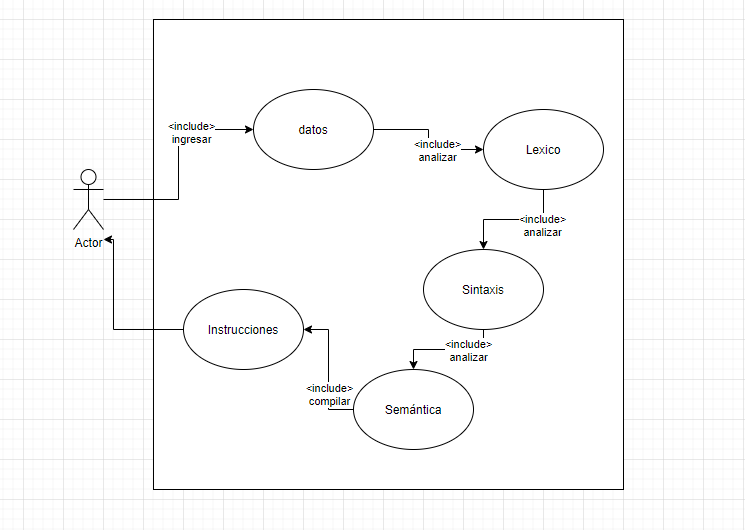 <include>
ingresar
datos
<include>
analizar
Lexico
<include>
analizar
Actor
Sintaxis
Instrucciones
<include>
analizar
<include>
compilar
Semántica